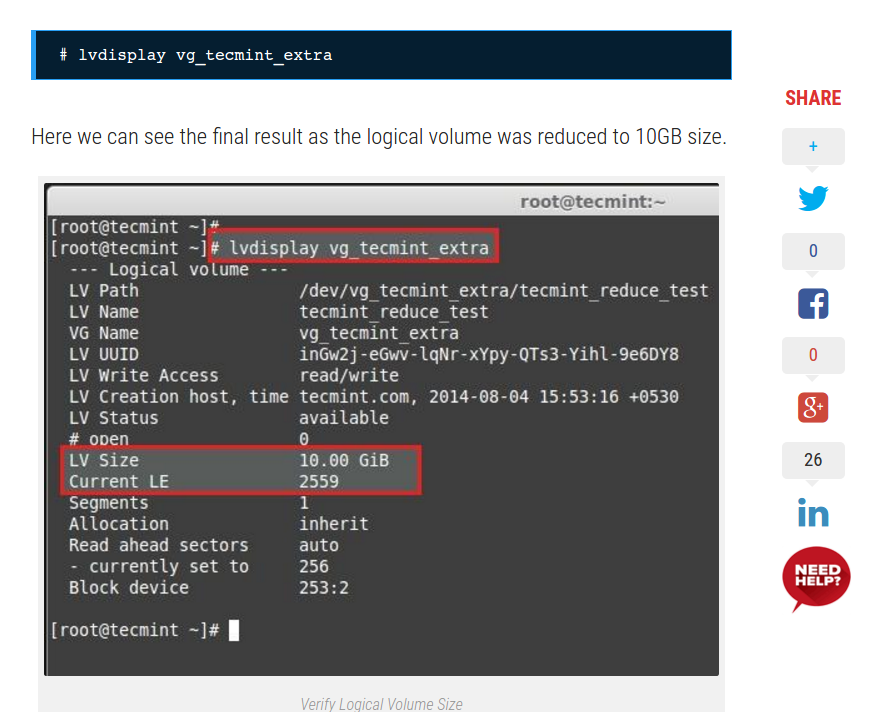 # lvdisplay vg_tecmint_extra
Here we can see the final result as the logical volume was reduced to 10GB size.
root@tecmint:~
[root@tecmint ~]#
[root@tecmint ~]# lvdisplay vg_tecmint_extra
--- Logical volume ---
LV Path /dev/vg_tecmint_extra/tecmint_reduce_test
LV Name tecmint_reduce_test
VG Name vg_tecmint_extra
LV UUID inGw2j-eGwv-lqNr-xYpy-QTs3-Yihl-9e6DY8
LV Write Access read/write
LV Creation host, time tecmint.com, 2014-08-04 15:53:16 +0530
LV Status available
# open 0
LV Size 10.00 GiB
Current LE 2559
Segments 1
Allocation inherit
Read ahead sectors auto
- currently set to 256
Block device 253:2
[root@tecmint ~]#
Verify Logical Volume Size
SHARE
+
0
0
g+
26
in
NEED
HELP?